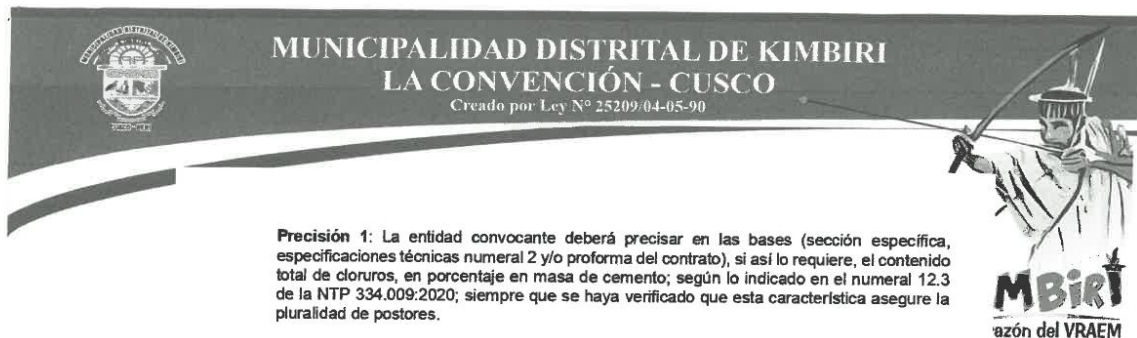 MUNICIPALIDAD DISTRITAL DE KIMBIRI
LA CONVENCIÓN - CUSCO
Creado por Ley N° 25209/04-05-90
Precisión 1: La entidad convocante deberá precisar en las bases (sección específica,
especificaciones técnicas numeral 2 y/o proforma del contrato), si así lo requiere, el contenido
total de cloruros, en porcentaje en masa de cemento; según lo indicado en el numeral 12.3
de la NTP 334.009:2020; siempre que se haya verificado que esta característica asegure la
pluralidad de postores.
MBiRi
azón del VRAEM